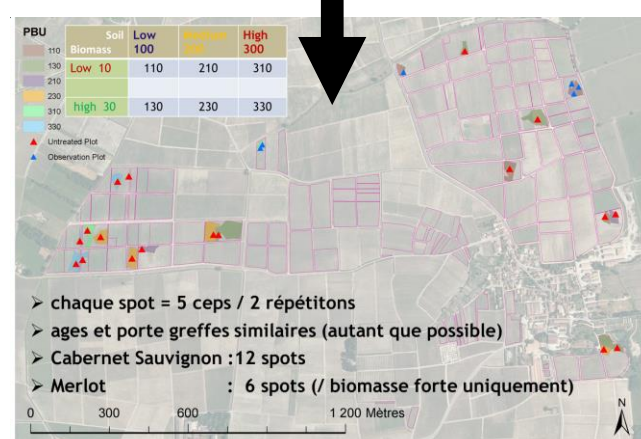 PBU
110
130
210
230
310
330
Untreated Plot
Observation Plot
Soil Low High
Biomass 100 300
Low 10 110 210 310
high 30 130 230 330
➢ chaque spot = 5 ceps / 2 répétitons
➢ ages et porte greffes similaires (autant que possible)
➢ Cabernet Sauvignon :12 spots
➢ Merlot : 6 spots (/ biomasse forte uniquement)
N
0 300 600 1 200 Mètres